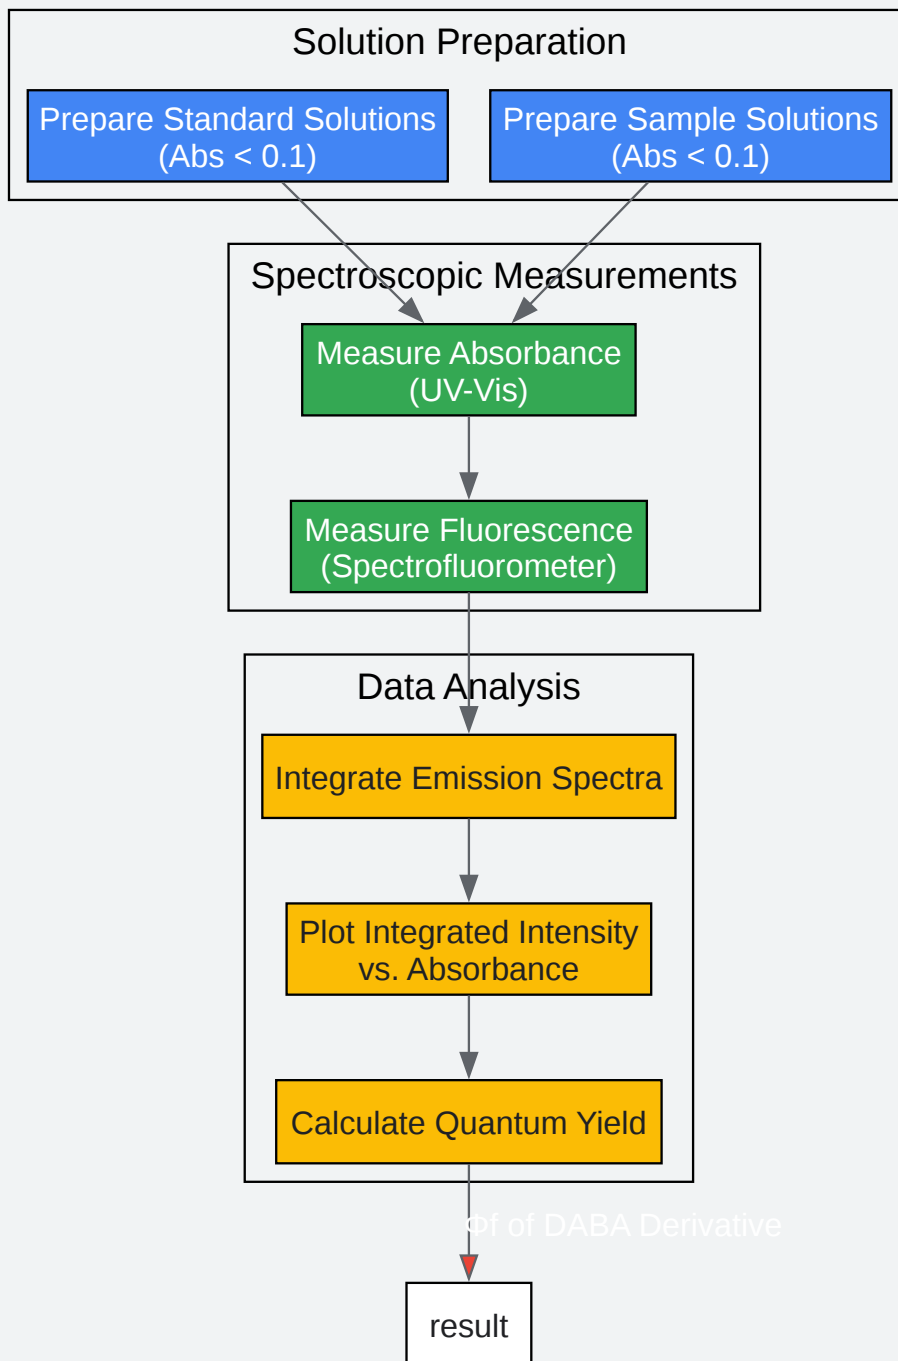 Solution Preparation
Prepare Standard Solutions
(Abs < 0.1)
Prepare Sample Solutions
(Abs < 0.1)
Spectroscopic Measurements
Measure Absorbance
(UV-Vis)
Measure Fluorescence
(Spectrofluorometer)
Data Analysis
Integrate Emission Spectra
Plot Integrated Intensity
vs. Absorbance
Calculate Quantum Yield
Φf of DABA Derivative
result